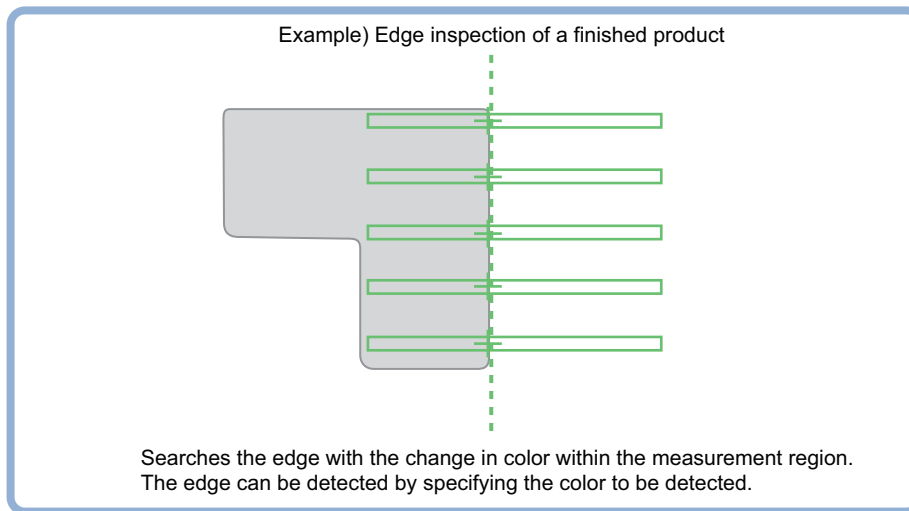 Example) Edge inspection of a finished product
Searches the edge with the change in color within the measurement region.
The edge can be detected by specifying the color to be detected.